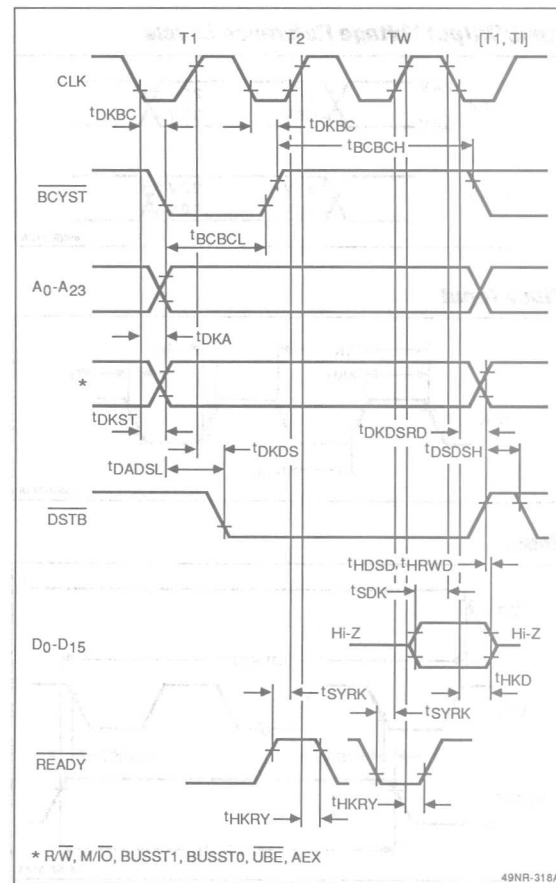 T1 T2 TW [T1, TI]
CLK
tDKBC tDKBC
tBCBCH
BCYST
tBCBCL
A0-A23
tDKA
*
tDKST tDKDS tDKDSRD tDSDSH
tDADSL
DSTB
tHDSD, tHRWD
tSDK
D0-D15 Hi-Z Hi-Z
tHKD
tSYRK
tSYRK
READY
tHKRY tHKRY
* R/W, M/IO, BUSST1, BUSST0, UBE, AEX
49NR-318A